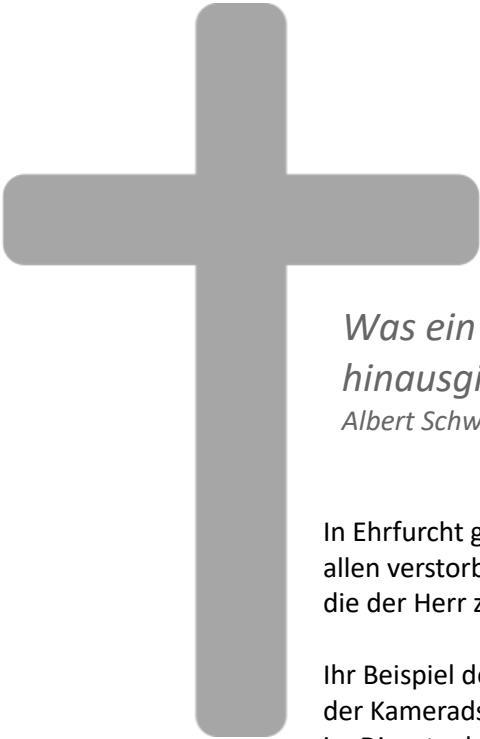 Was ein
hinausgi
Albert Schw
In Ehrfurcht g
allen verstorb
die der Herr z
Ihr Beispiel de
der Kamerads